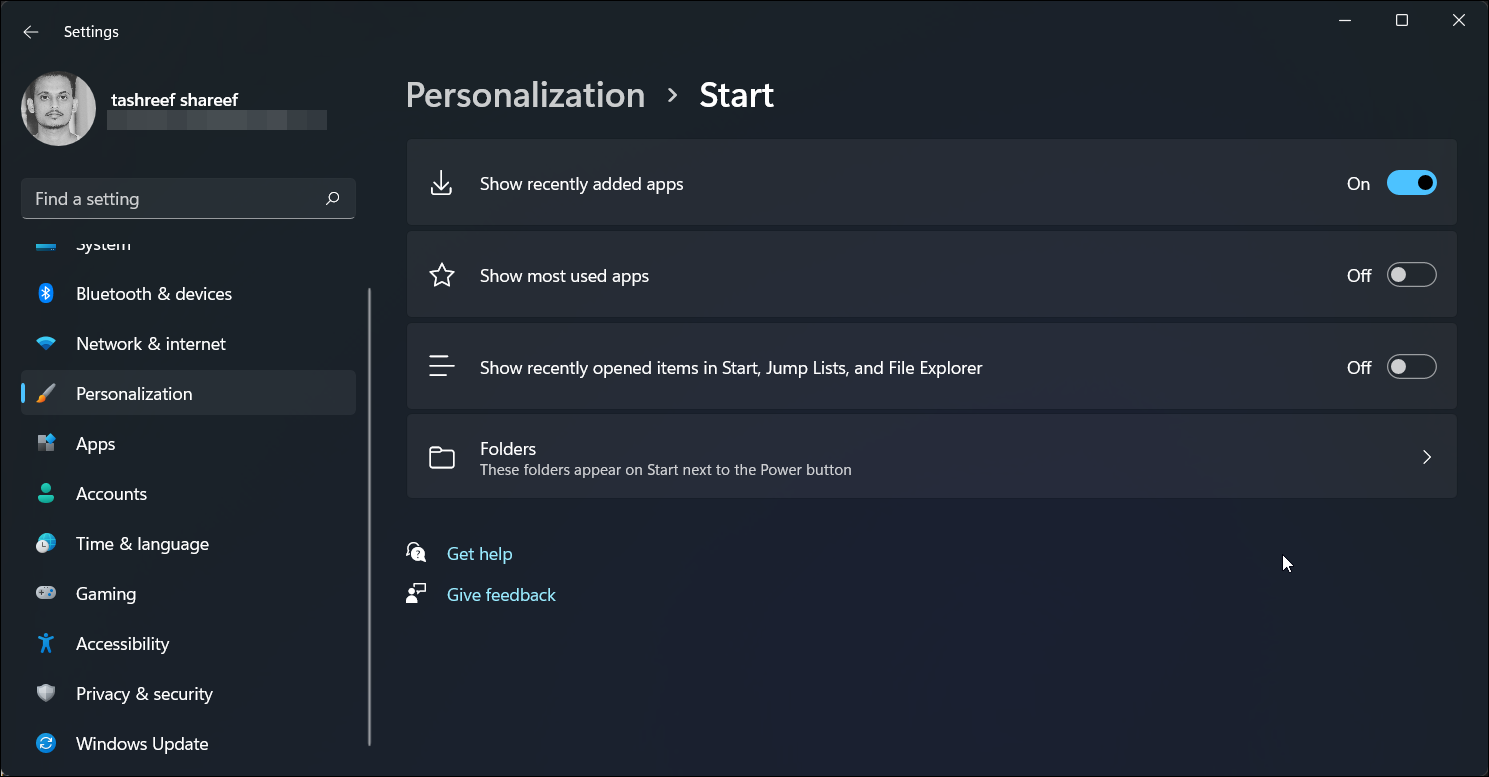 Settings
tashreef shareef
Find a setting
System
Bluetooth & devices
Network & internet
Personalization
Apps
Accounts
Time & language
Gaming
Accessibility
Privacy & security
Windows Update
Personalization > Start
Show recently added apps On
Show most used apps Off
Show recently opened items in Start, Jump Lists, and File Explorer Off
Folders
These folders appear on Start next to the Power button
Get help
Give feedback